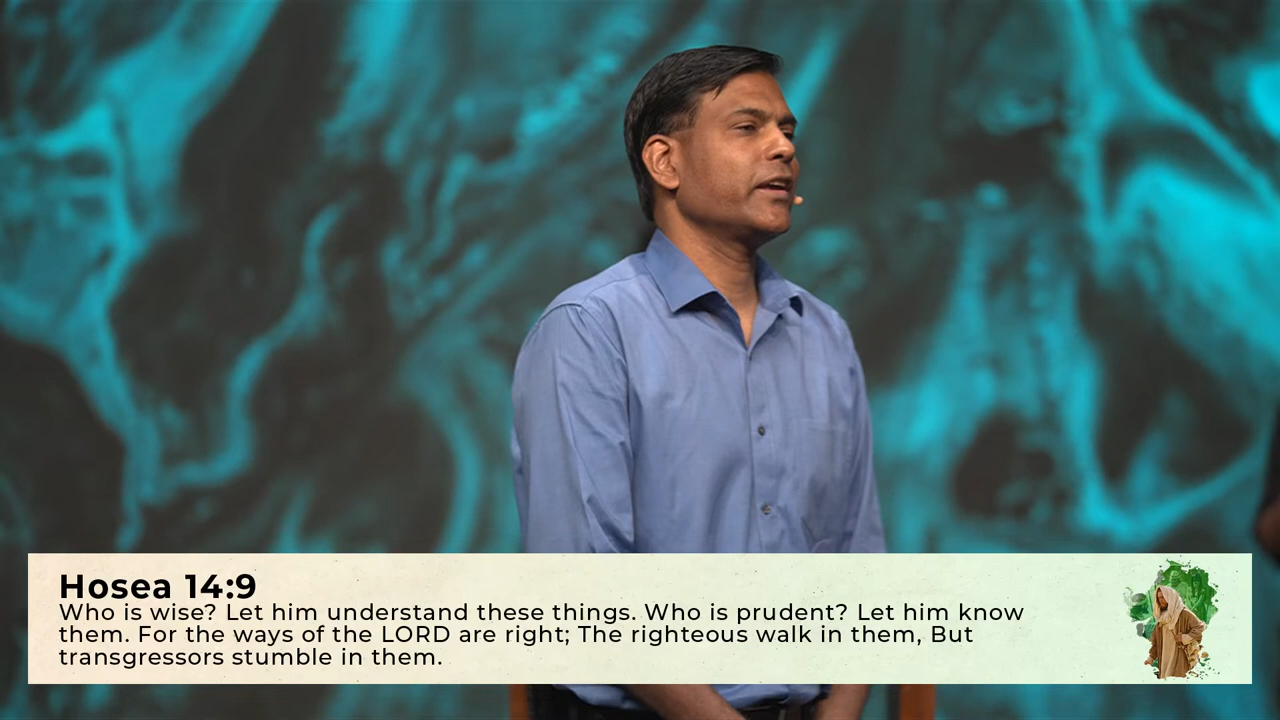 Hosea 14:9
Who is wise? Let him understand these things. Who is prudent? Let him know
them. For the ways of the LORD are right; The righteous walk in them, But
transgressors stumble in them.